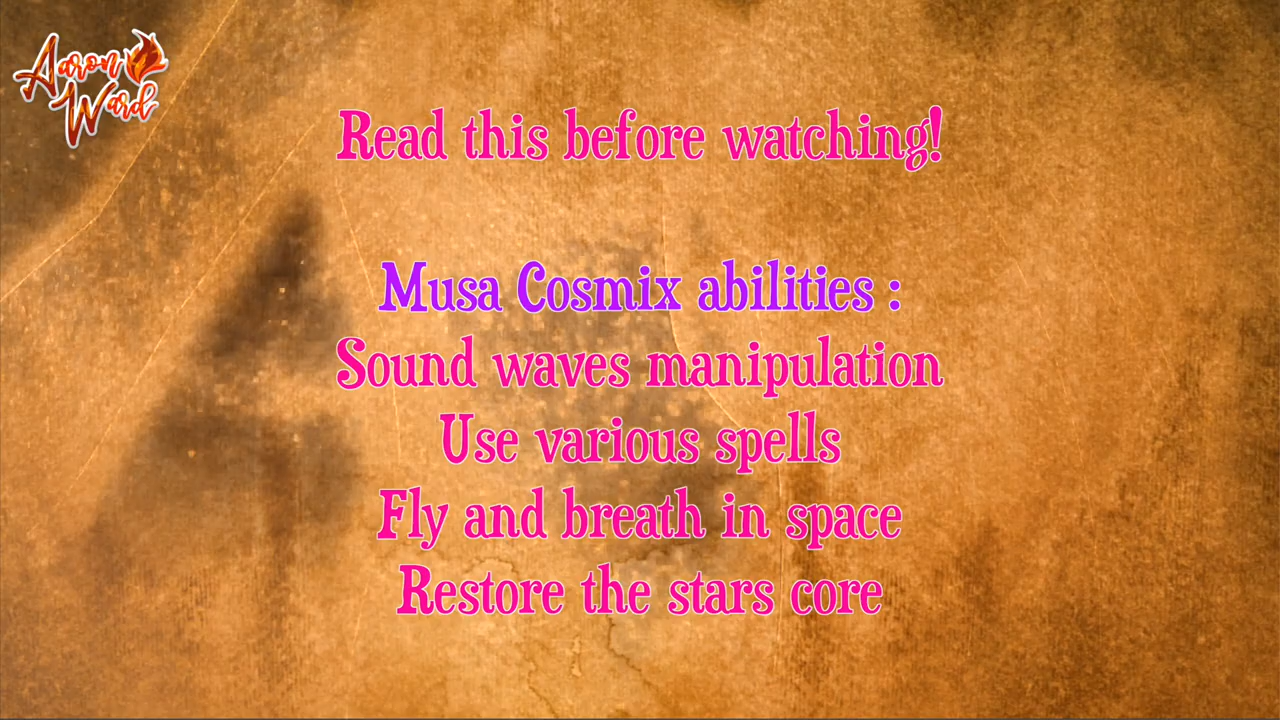 Aaron
Ward
Read this before watching!
Musa Cosmix abilities :
Sound waves manipulation
Use various spells
Fly and breath in space
Restore the stars core